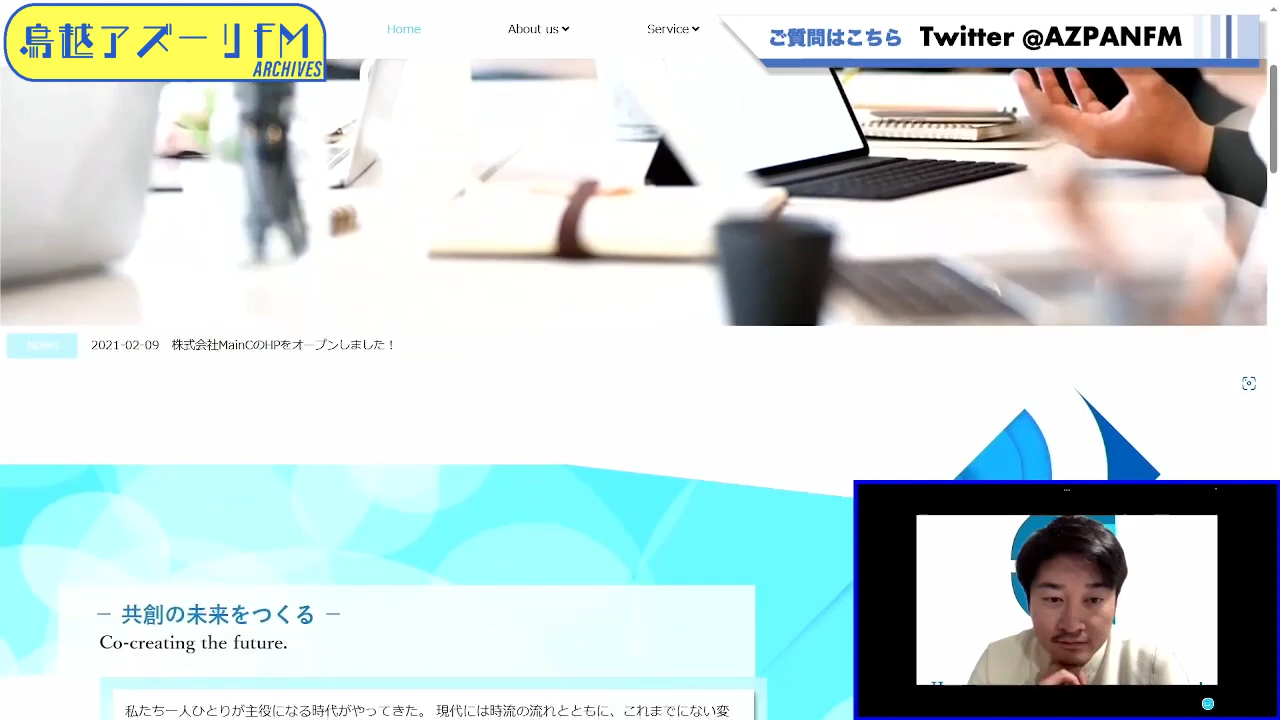 鳥越アズーリFM
ARCHIVES
Home
About us
Service
ご質問はこちら Twitter @AZPANFM
News
2021-02-09 株式会社MainCのHPをオープンしました！
― 共創の未来をつくる ―
Co-creating the future.
私たち一人ひとりが主役になる時代がやってきた。 現代には時流の流れとともに、これまでにない変